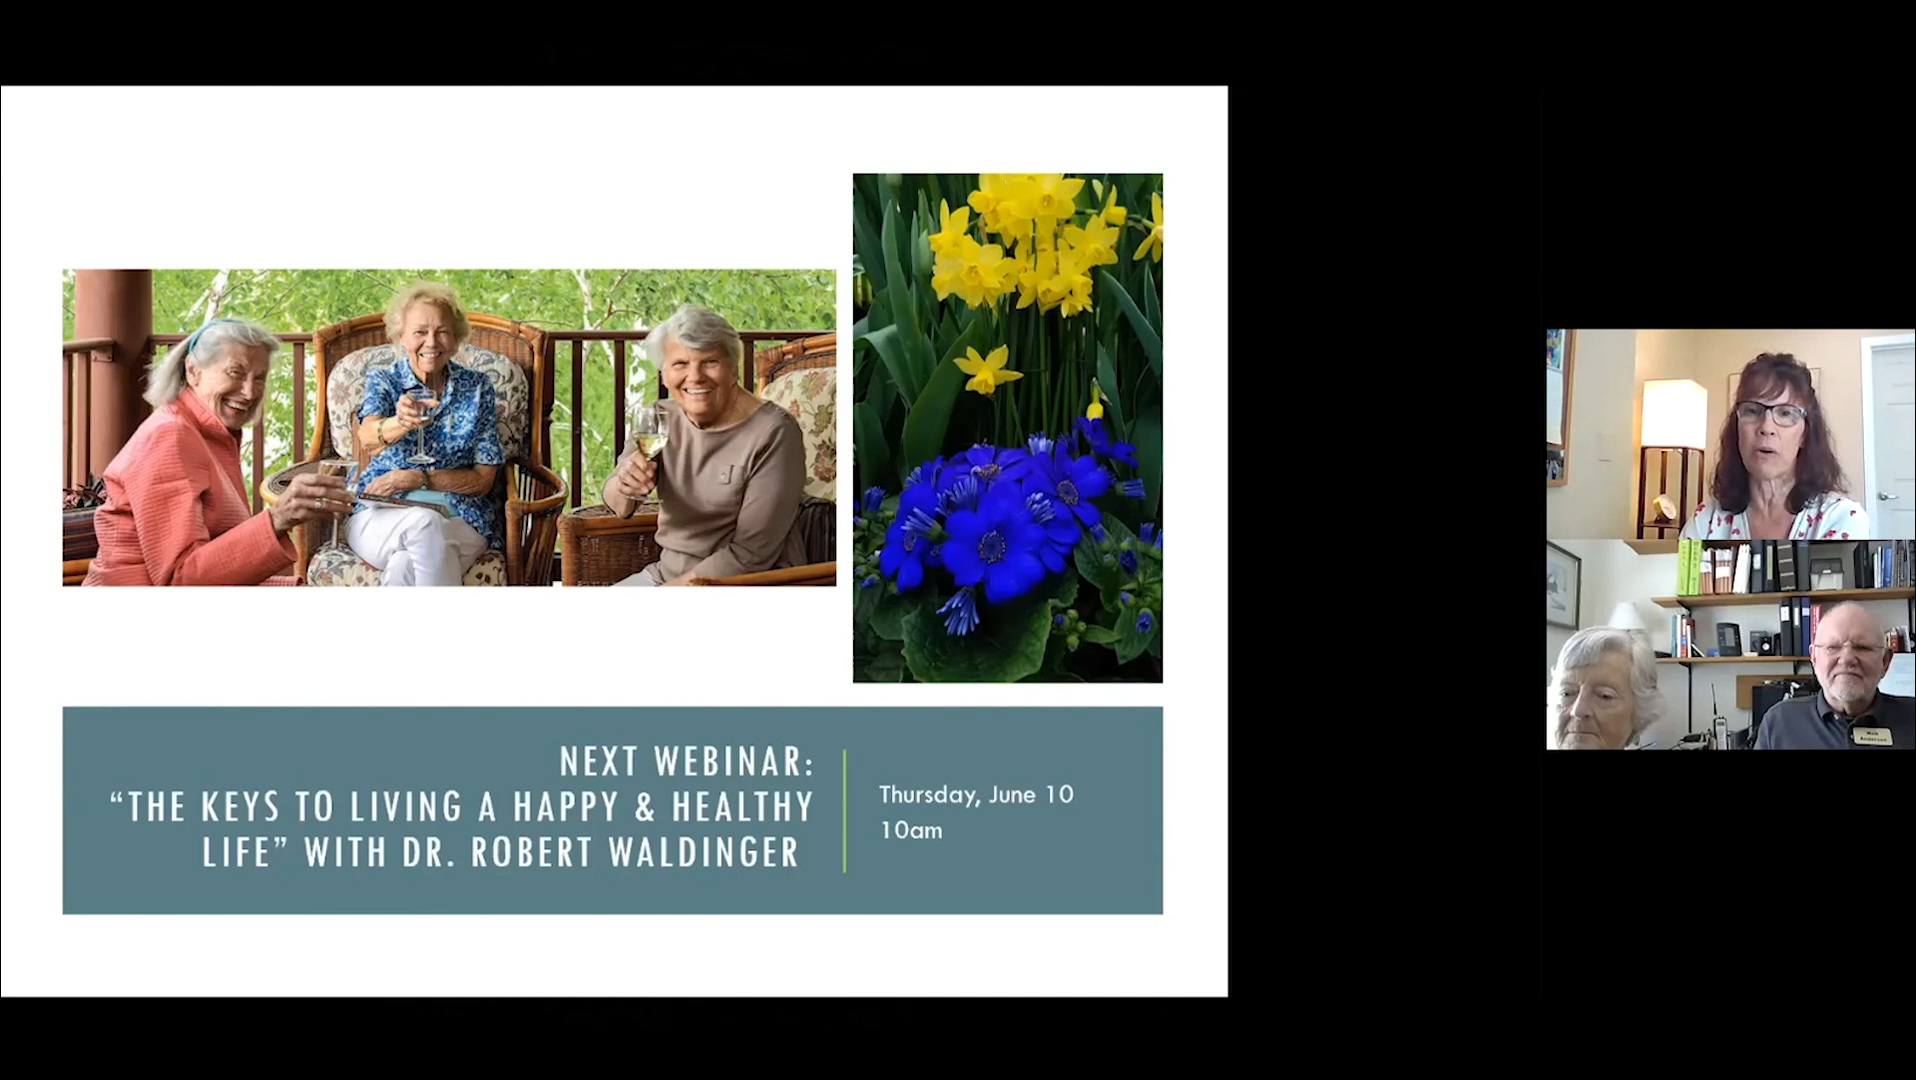 NEXT WEBINAR:
“THE KEYS TO LIVING A HAPPY & HEALTHY
LIFE” WITH DR. ROBERT WALDINGER
Thursday, June 10
10am